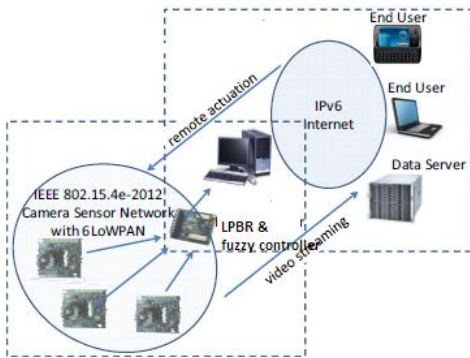 End User
IPv6
Internet
End User
remote actuation
Data Server
IEEE 802.15.4e-2012
Camera Sensor Network
with 6LoWPAN
LPBR &
fuzzy controller
video streaming